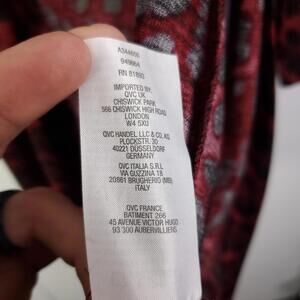 A344606
949664
RN 81893
IMPORTED BY:
QVC UK
CHISWICK PARK
566 CHISWICK HIGH ROAD
LONDON
W4 5XU
QVC HANDEL LLC & CO. KG
PLOCKSTR. 30
40221 DUSSELDORF
GERMANY
QVC ITALIA S.R.L
VIA GUZZINA 18
20861 BRUGHERIO (MB)
ITALY
QVC FRANCE
BATIMENT 266
45 AVENUE VICTOR HUGO
93 300 AUBERVILLIERS